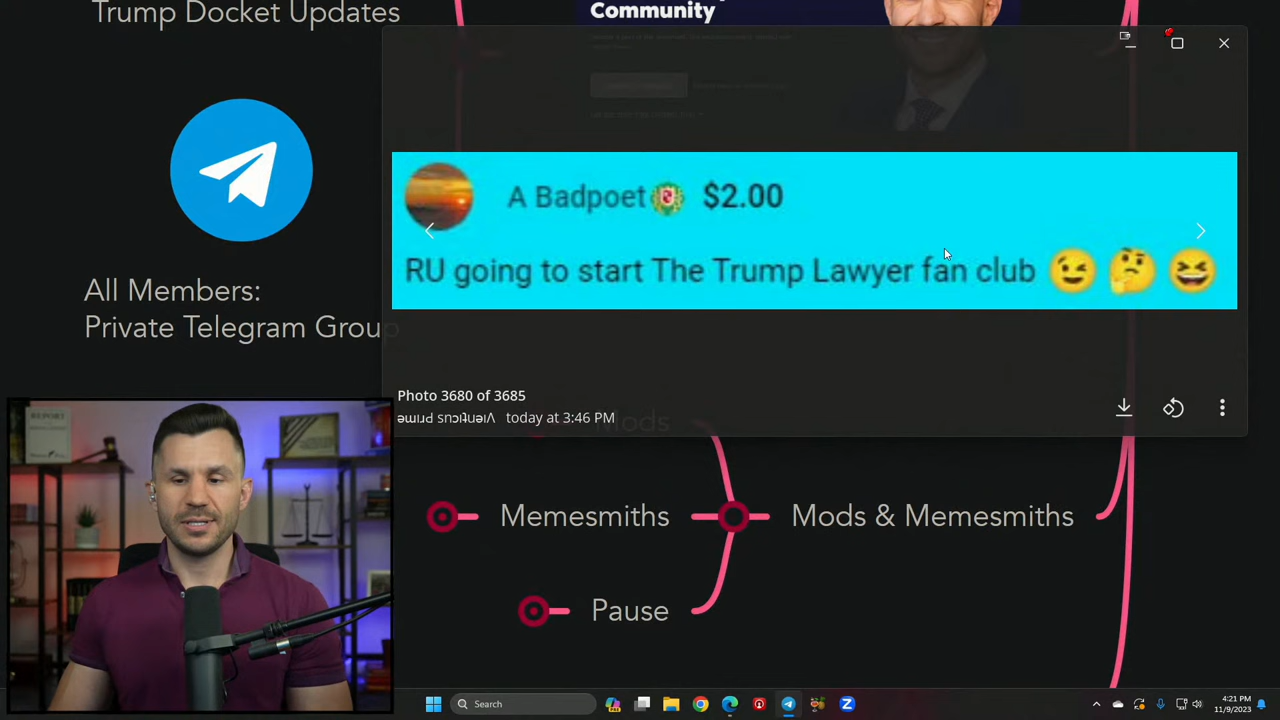 Trump Docket Updates
Community
A Badpoet $2.00
RU going to start The Trump Lawyer fan club 😉 🤔 😆
All Members:
Private Telegram Group
Photo 3680 of 3685
today at 3:46 PM
Mods
Memesmiths
Mods & Memesmiths
Pause
Search
4:21 PM
11/9/2023